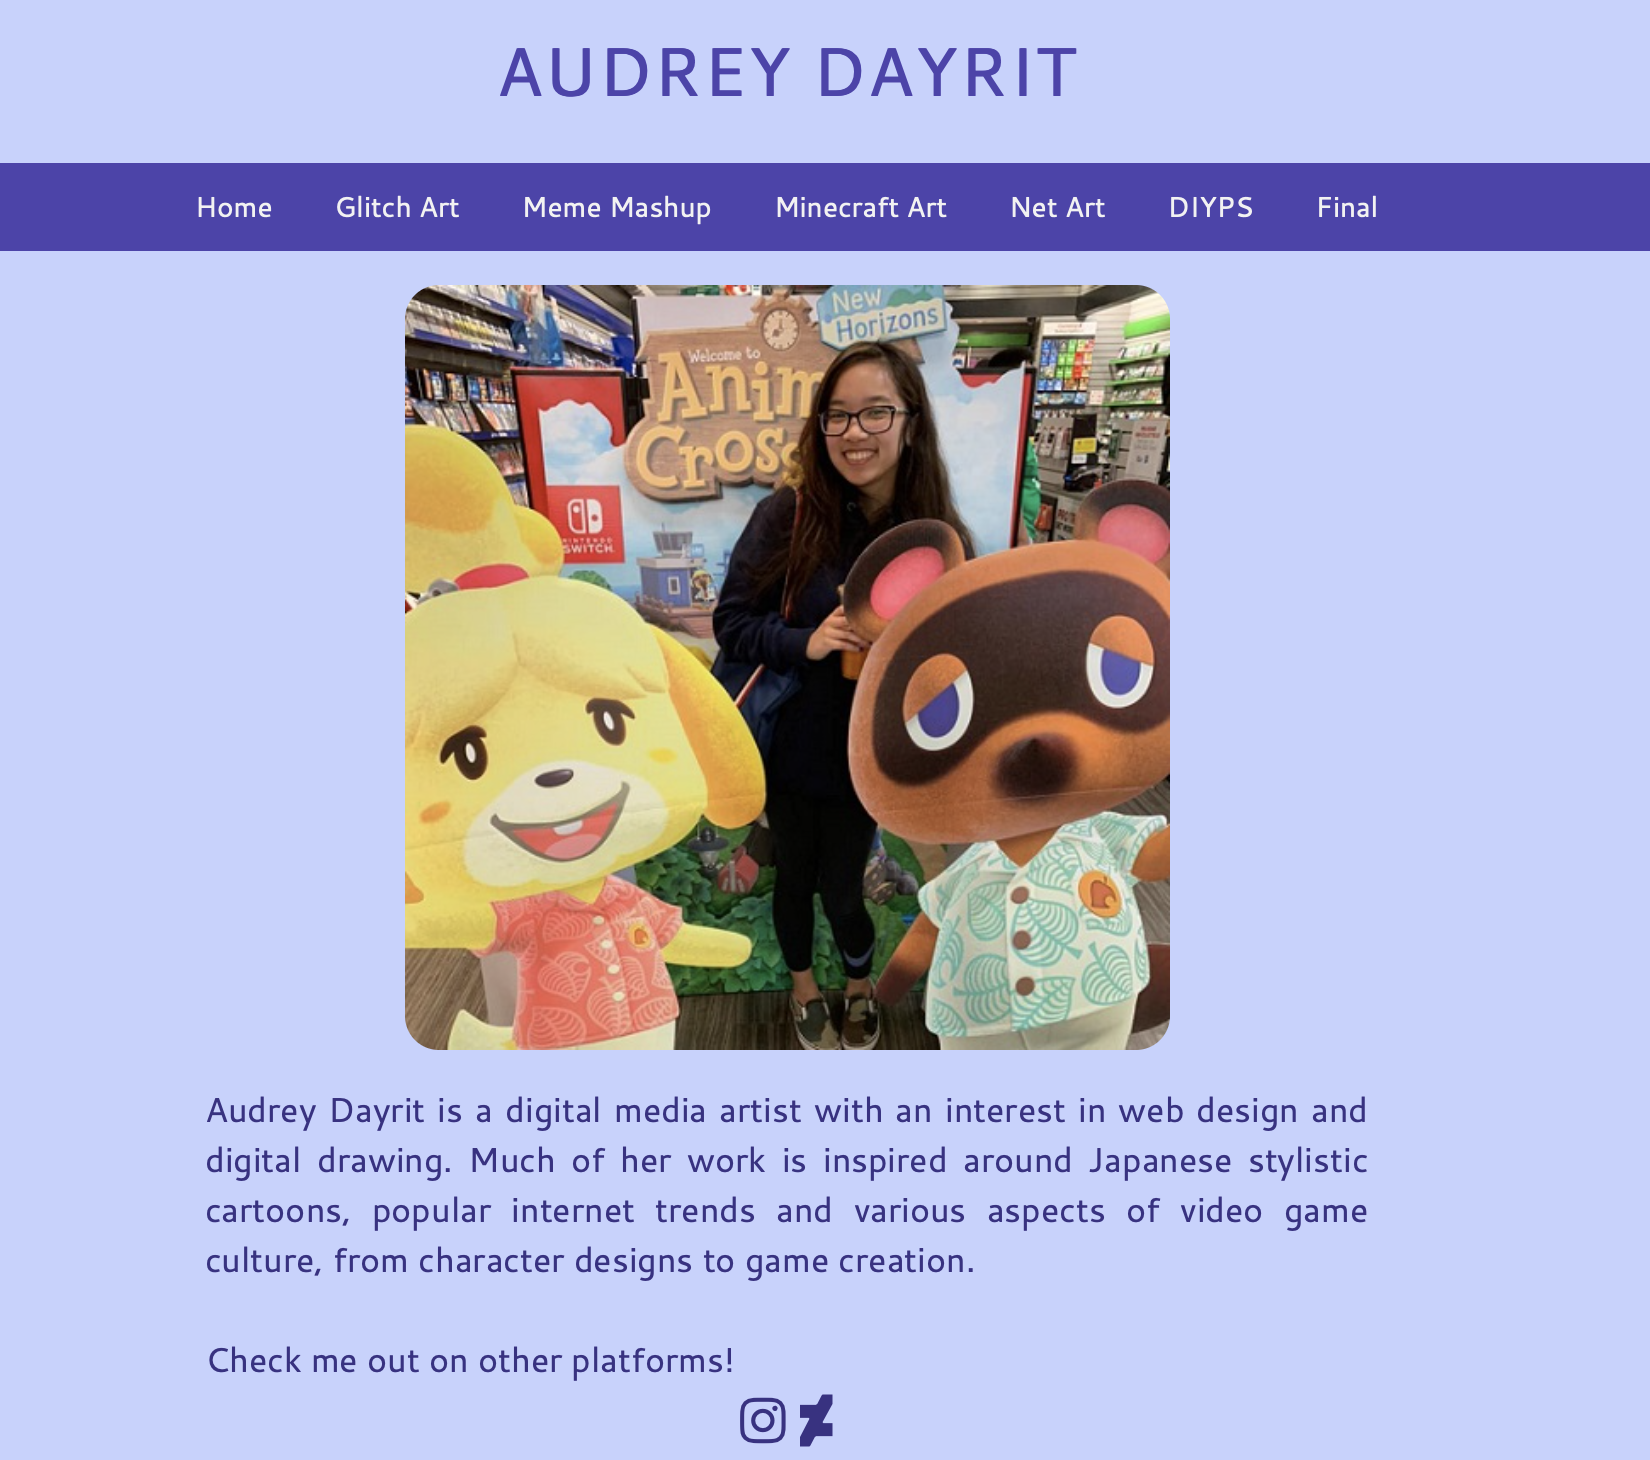 AUDREY DAYRIT
Home Glitch Art Meme Mashup Minecraft Art Net Art DIYPS Final
New
Horizons
Welcome to
Anim
Cross
NINTENDO
SWITCH
Audrey Dayrit is a digital media artist with an interest in web design and
digital drawing. Much of her work is inspired around Japanese stylistic
cartoons, popular internet trends and various aspects of video game
culture, from character designs to game creation.
Check me out on other platforms!